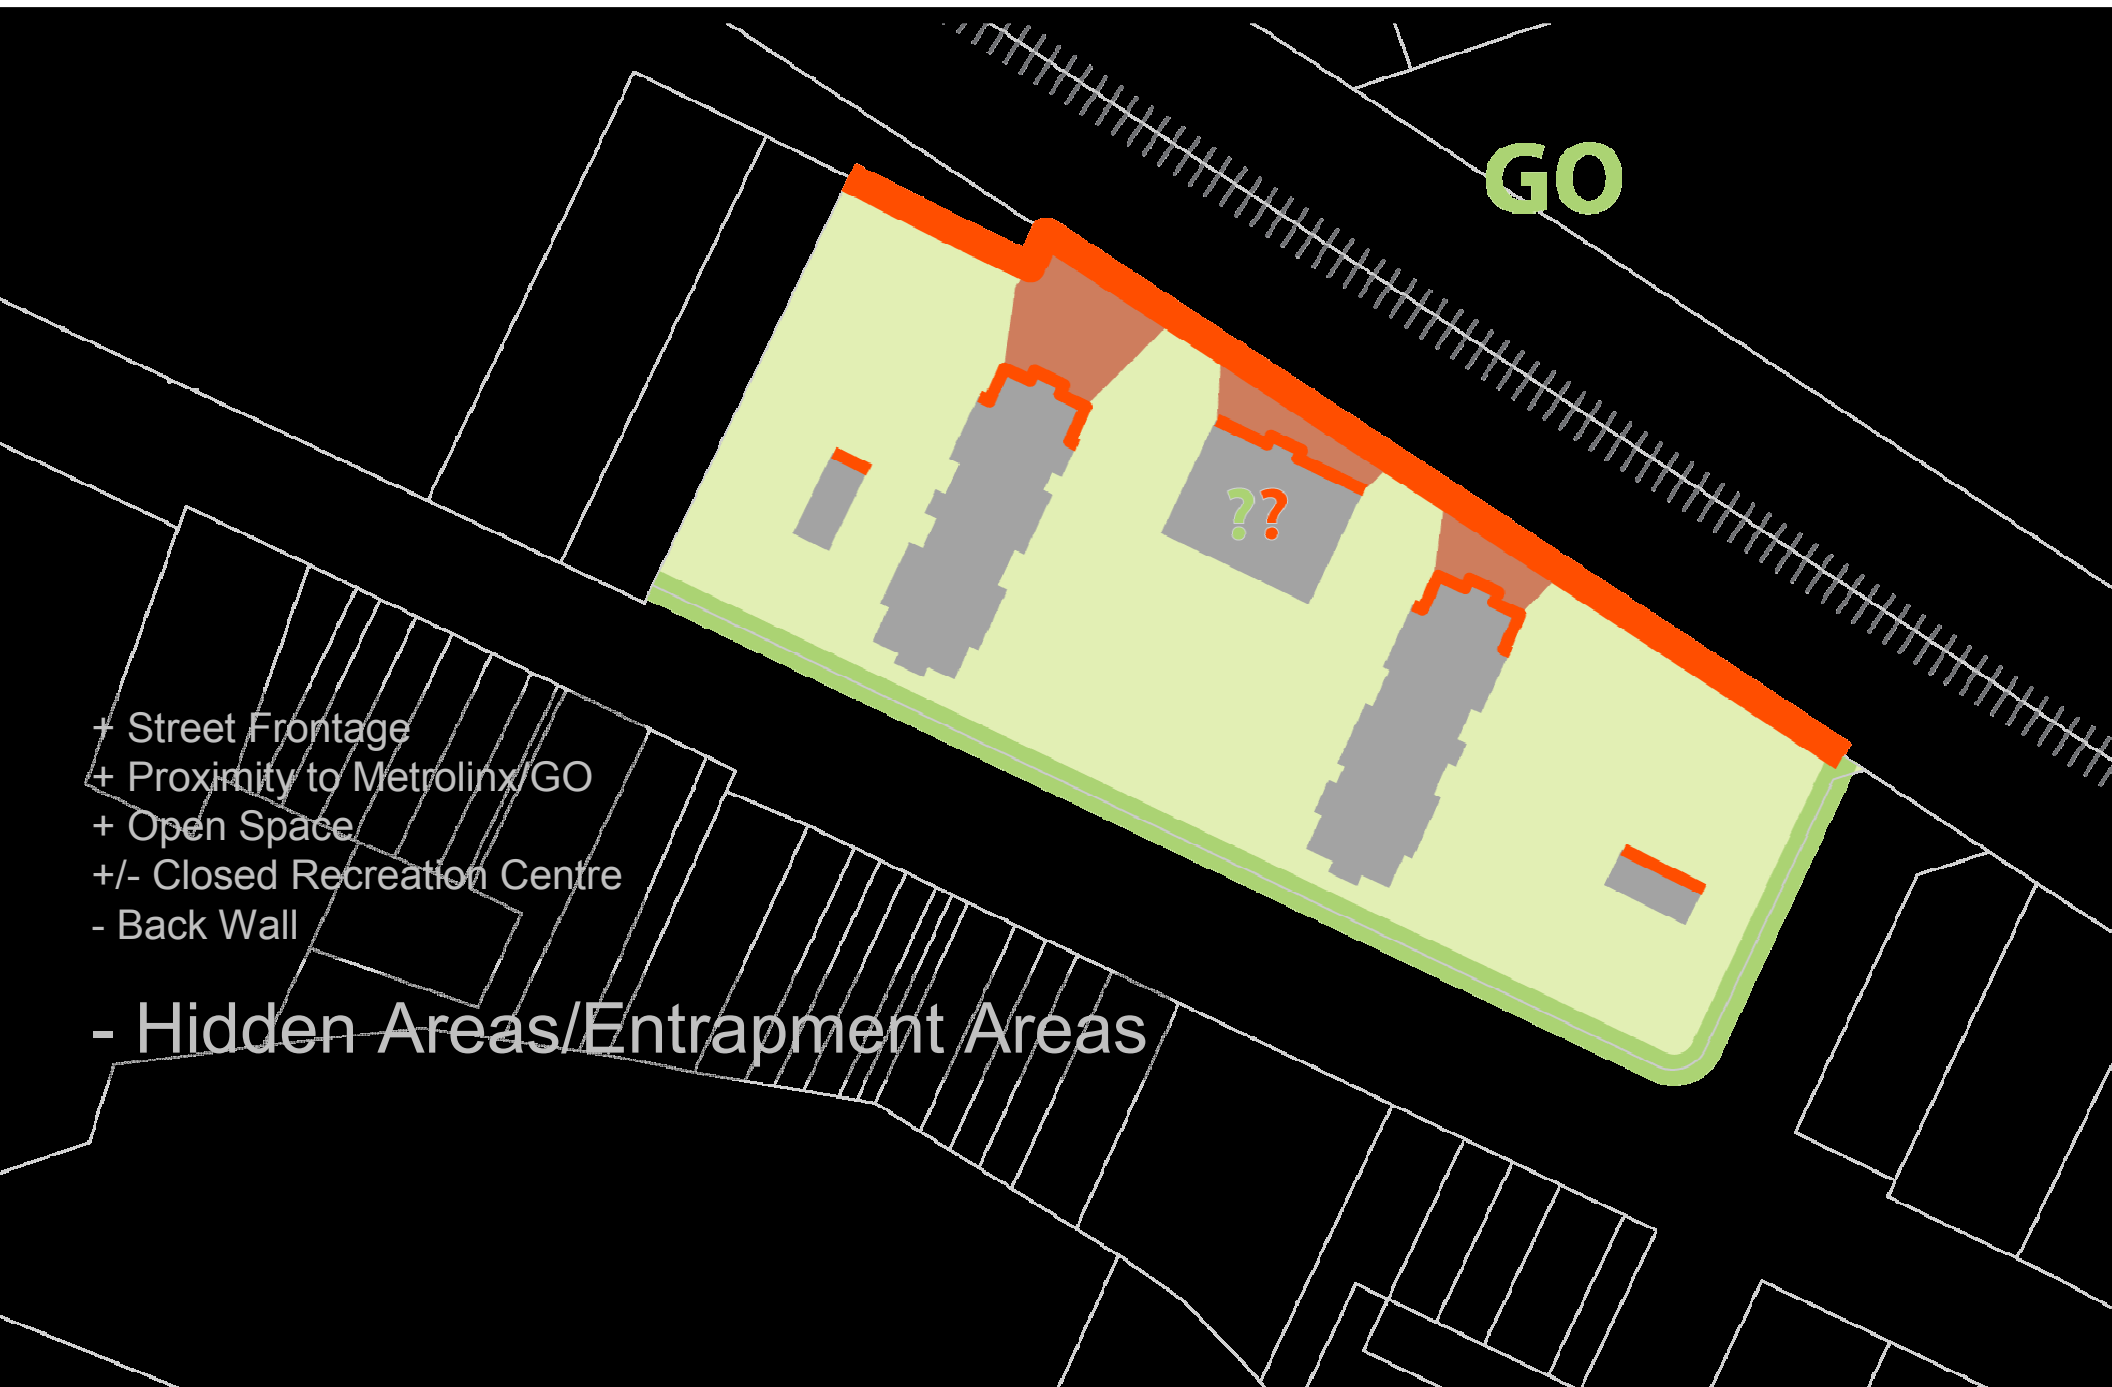 GO
??
+ Street Frontage
+ Proximity to Metrolinx/GO
+ Open Space
+/- Closed Recreation Centre
- Back Wall
- Hidden Areas/Entrapment Areas